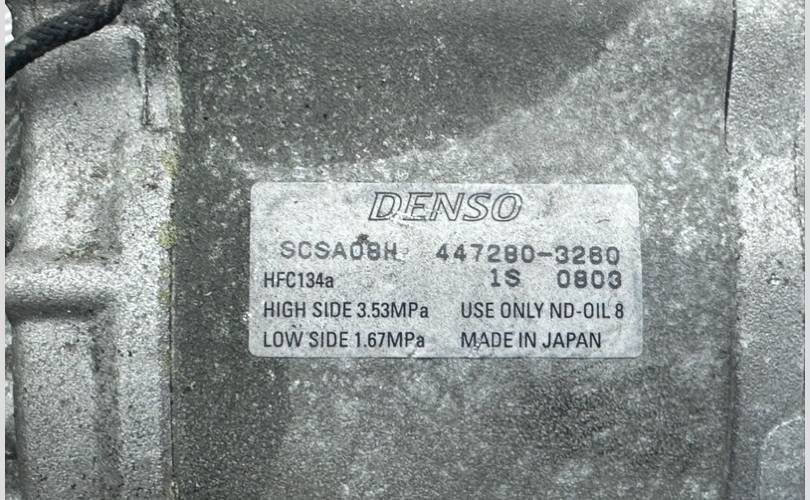 DENSO
SCSA08H 447280-3280
HFC134a 1S 0803
HIGH SIDE 3.53MPa USE ONLY ND-OIL 8
LOW SIDE 1.67MPa MADE IN JAPAN